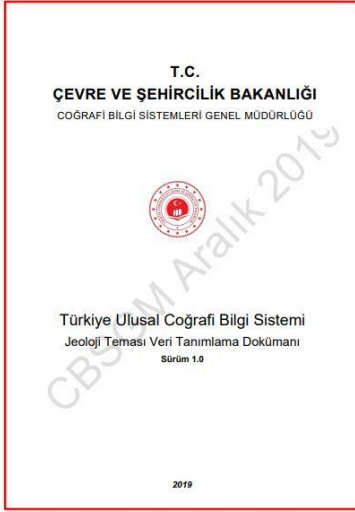 T.C.
ÇEVRE VE ŞEHİRCİLİK BAKANLIĞI
COĞRAFİ BİLGİ SİSTEMLERİ GENEL MÜDÜRLÜĞÜ
CBSGM Aralık 2019
Türkiye Ulusal Coğrafi Bilgi Sistemi
Jeoloji Teması Veri Tanımlama Dokümanı
Sürüm 1.0
2019